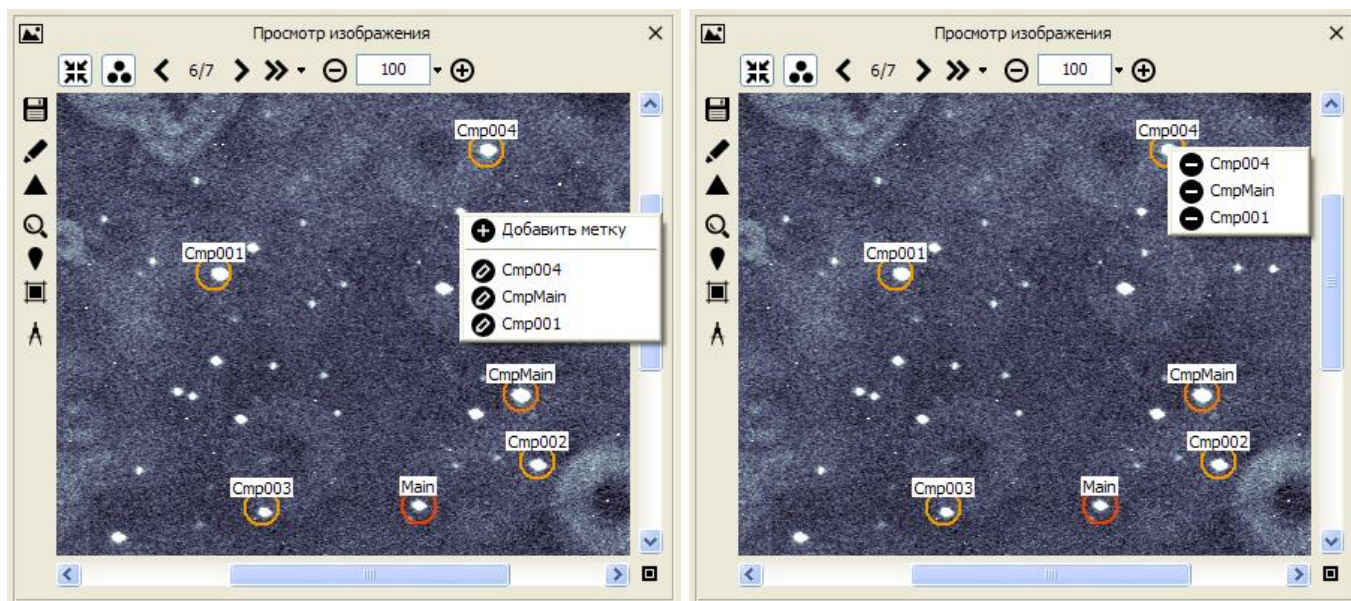 Просмотр изображения
6/7
100
Cmp004
Добавить метку
Cmp004
CmpMain
Cmp001
Cmp001
CmpMain
Cmp002
Cmp003
Main
Просмотр изображения
6/7
100
Cmp004
Cmp004
CmpMain
Cmp001
Cmp001
CmpMain
Cmp002
Cmp003
Main